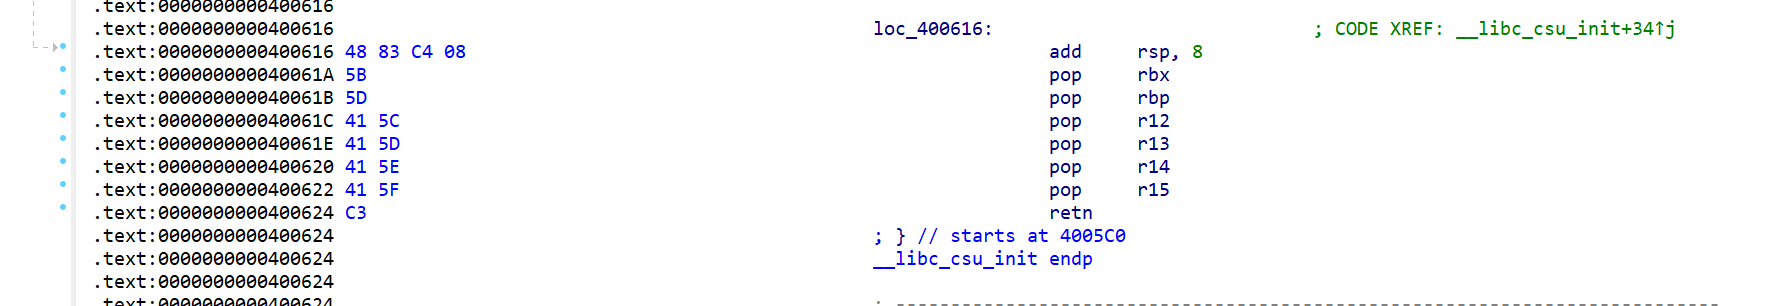 .text:0000000000400616
.text:0000000000400616 loc_400616: ; CODE XREF: __libc_csu_init+34↑j
.text:0000000000400616 48 83 C4 08 add rsp, 8
.text:000000000040061A 5B pop rbx
.text:000000000040061B 5D pop rbp
.text:000000000040061C 41 5C pop r12
.text:000000000040061E 41 5D pop r13
.text:0000000000400620 41 5E pop r14
.text:0000000000400622 41 5F pop r15
.text:0000000000400624 C3 retn
.text:0000000000400624 ; } // starts at 4005C0
.text:0000000000400624 __libc_csu_init endp
.text:0000000000400624
.text:0000000000400624 ; ---------------------------------------------------------------------------